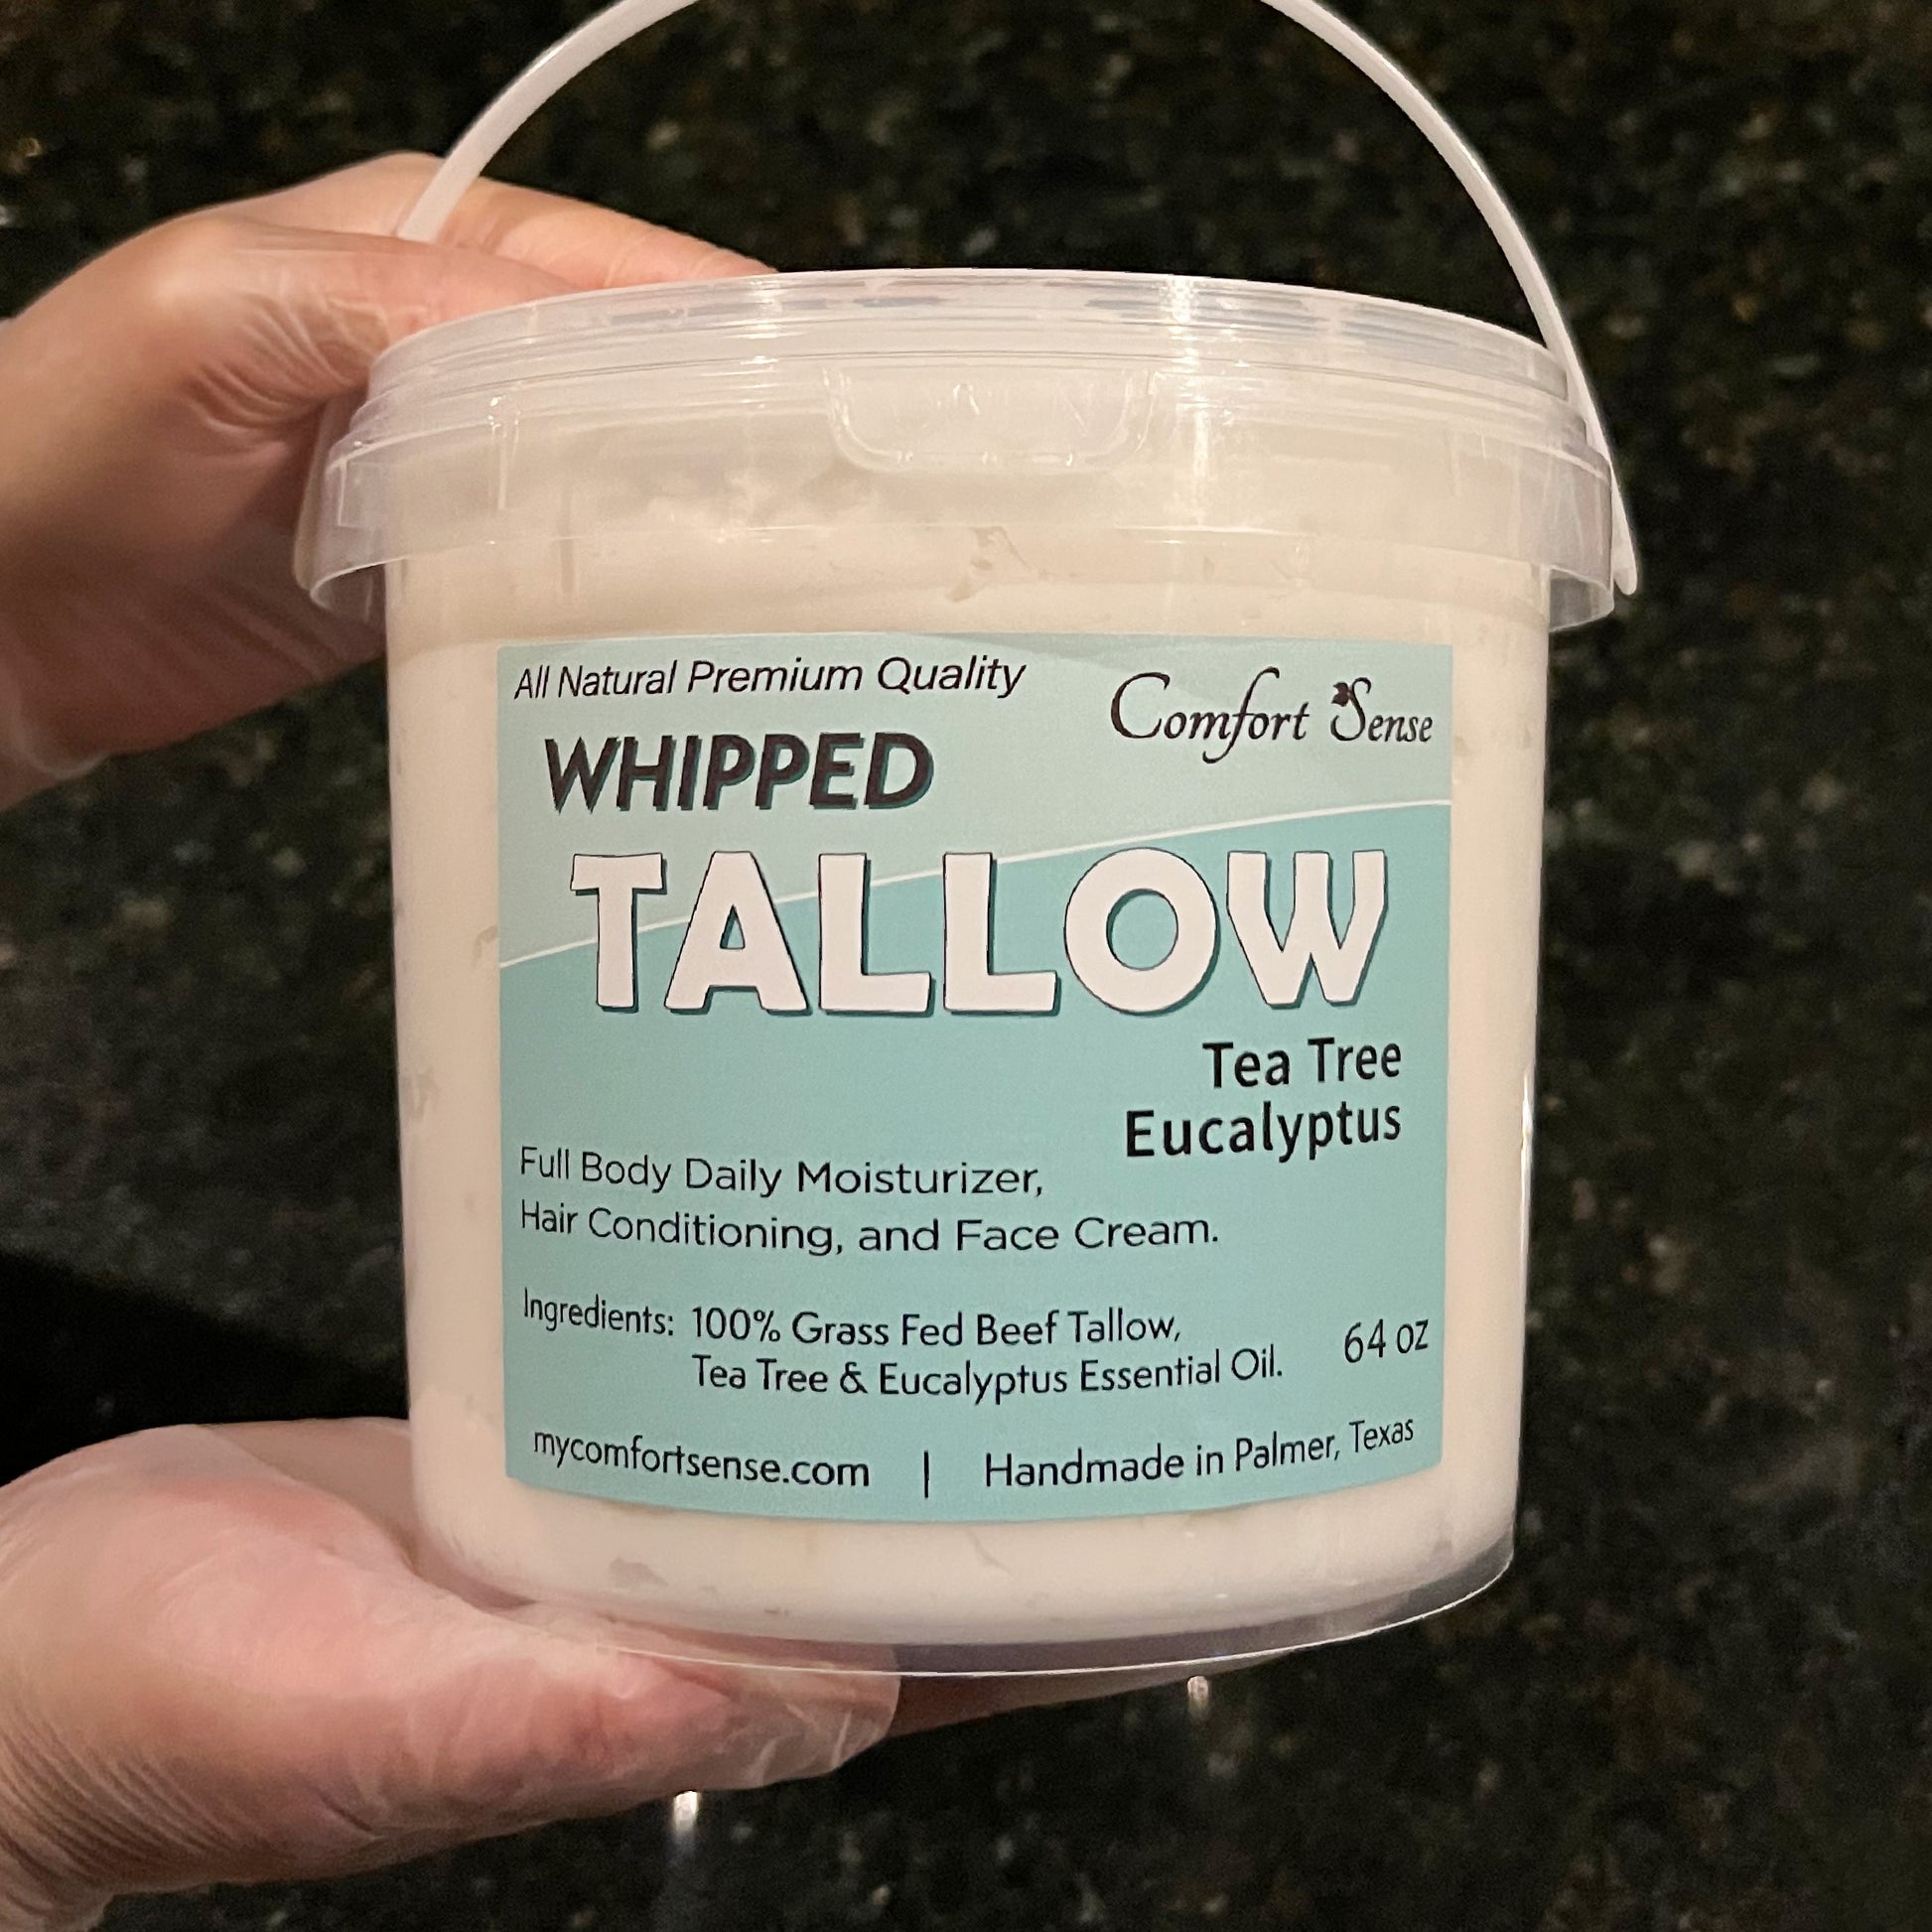 All Natural Premium Quality
Comfort Sense
WHIPPED
TALLOW
Tea Tree
Eucalyptus
Full Body Daily Moisturizer,
Hair Conditioning, and Face Cream.
Ingredients: 100% Grass Fed Beef Tallow,
Tea Tree & Eucalyptus Essential Oil.
64 oz
mycomfortsense.com | Handmade in Palmer, Texas